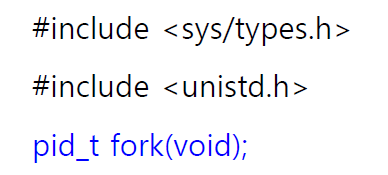 #include <sys/types.h>
#include <unistd.h>
pid_t fork(void);